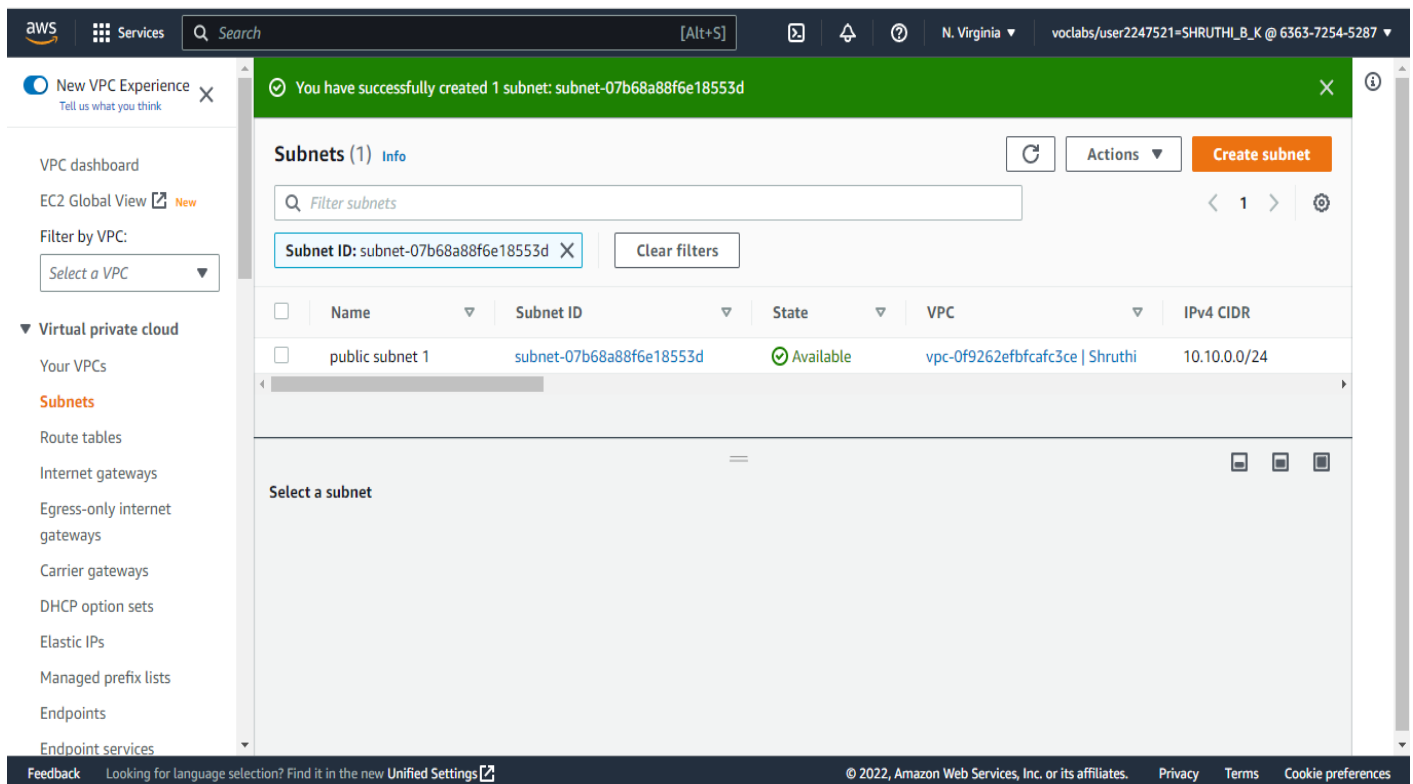 aws Services Search [Alt+S] N. Virginia ▼ voclabs/user2247521=SHRUTHI_B_K @ 6363-7254-5287 ▼
New VPC Experience
Tell us what you think
You have successfully created 1 subnet: subnet-07b68a88f6e18553d
VPC dashboard
EC2 Global View New
Filter by VPC:
Select a VPC
Virtual private cloud
Your VPCs
Subnets
Route tables
Internet gateways
Egress-only internet
gateways
Carrier gateways
DHCP option sets
Elastic IPs
Managed prefix lists
Endpoints
Endpoint services
Subnets (1) Info
Actions ▼ Create subnet
Filter subnets
1
Subnet ID: subnet-07b68a88f6e18553d Clear filters
Name Subnet ID State VPC IPv4 CIDR
public subnet 1 subnet-07b68a88f6e18553d Available vpc-0f9262efbfcafc3ce | Shruthi 10.10.0.0/24
Select a subnet
Feedback Looking for language selection? Find it in the new Unified Settings © 2022, Amazon Web Services, Inc. or its affiliates. Privacy Terms Cookie preferences